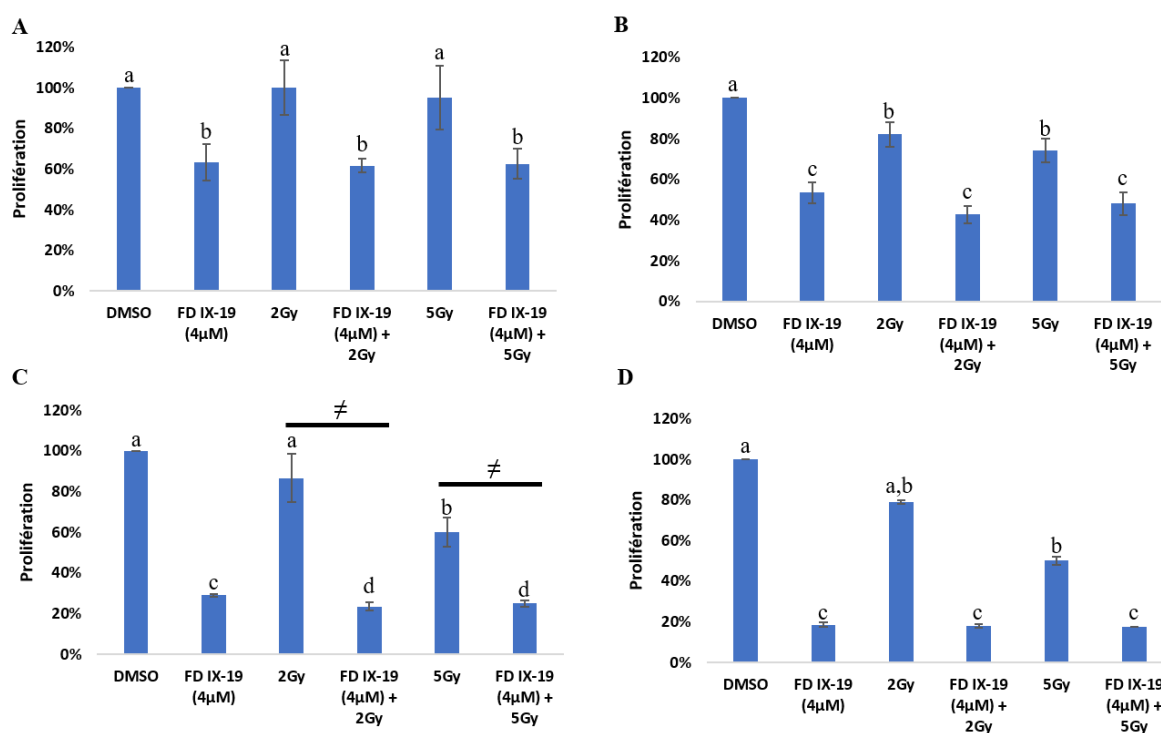 A
Prolifération
120%
100%
80%
60%
40%
20%
0%
a
b
a
b
a
b
DMSO
FD IX-19
(4µM)
2Gy
FD IX-19
(4µM) +
2Gy
5Gy
FD IX-19
(4µM) +
5Gy
B
Prolifération
120%
100%
80%
60%
40%
20%
0%
a
c
b
c
b
c
DMSO
FD IX-19
(4µM)
2Gy
FD IX-19
(4µM) +
2Gy
5Gy
FD IX-19
(4µM) +
5Gy
C
Prolifération
120%
100%
80%
60%
40%
20%
0%
≠
≠
a
c
a
d
b
d
DMSO
FD IX-19
(4µM)
2Gy
FD IX-19
(4µM) +
2Gy
5Gy
FD IX-19
(4µM) +
5Gy
D
Prolifération
120%
100%
80%
60%
40%
20%
0%
a
c
a,b
c
b
c
DMSO
FD IX-19
(4µM)
2Gy
FD IX-19
(4µM) +
2Gy
5Gy
FD IX-19
(4µM) +
5Gy